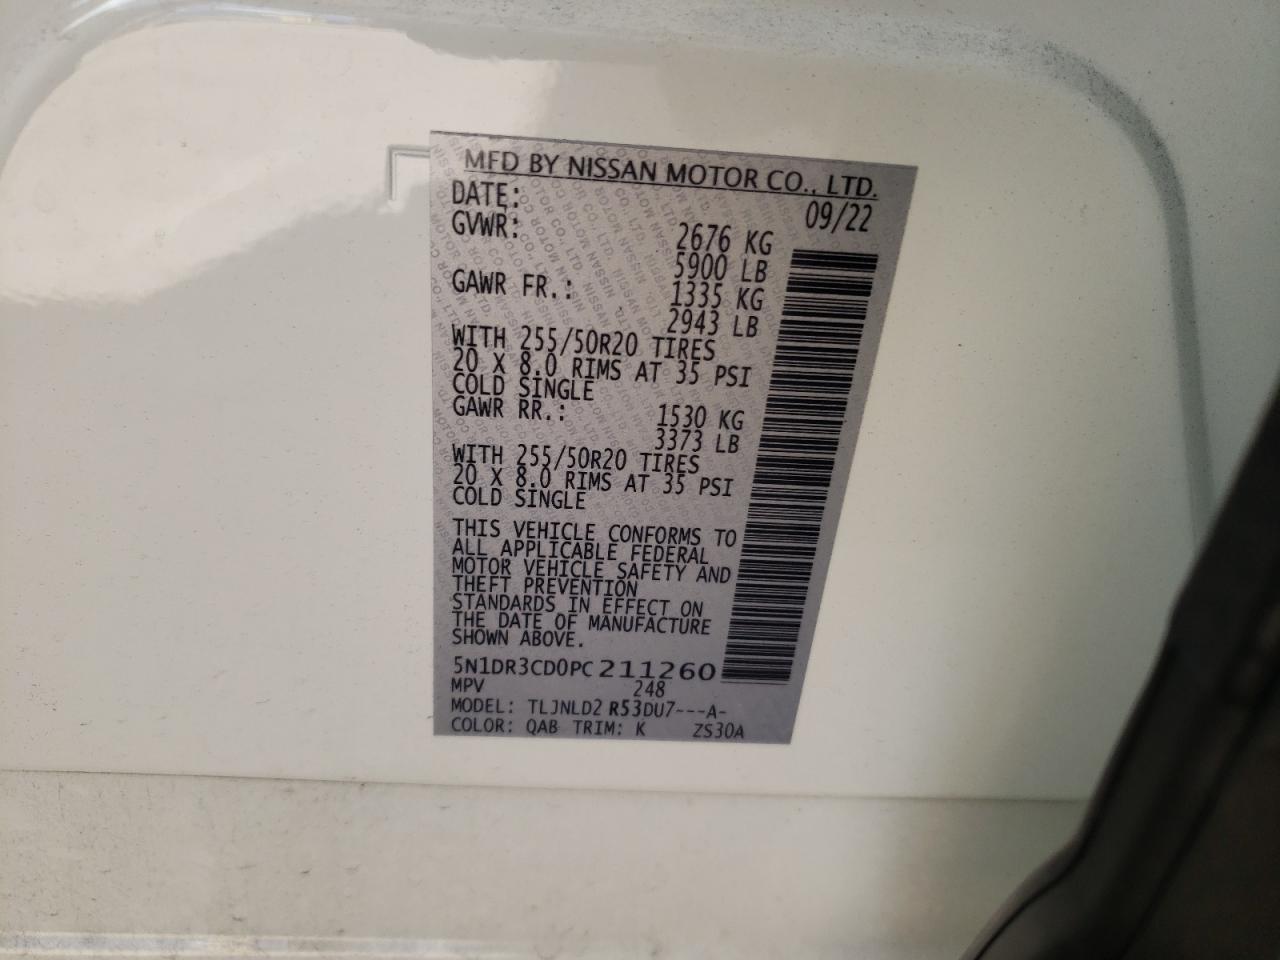 MFD BY NISSAN MOTOR CO., LTD.
DATE: 09/22
GVWR: 2676 KG
5900 LB
GAWR FR.: 1335 KG
2943 LB
WITH 255/50R20 TIRES
20 X 8.0 RIMS AT 35 PSI
COLD SINGLE
GAWR RR.: 1530 KG
3373 LB
WITH 255/50R20 TIRES
20 X 8.0 RIMS AT 35 PSI
COLD SINGLE
THIS VEHICLE CONFORMS TO
ALL APPLICABLE FEDERAL
MOTOR VEHICLE SAFETY AND
THEFT PREVENTION
STANDARDS IN EFFECT ON
THE DATE OF MANUFACTURE
SHOWN ABOVE.
5N1DR3CD0PC211260
MPV 248
MODEL: TLJNLD2 R53DU7---A-
COLOR: QAB TRIM: K ZS30A